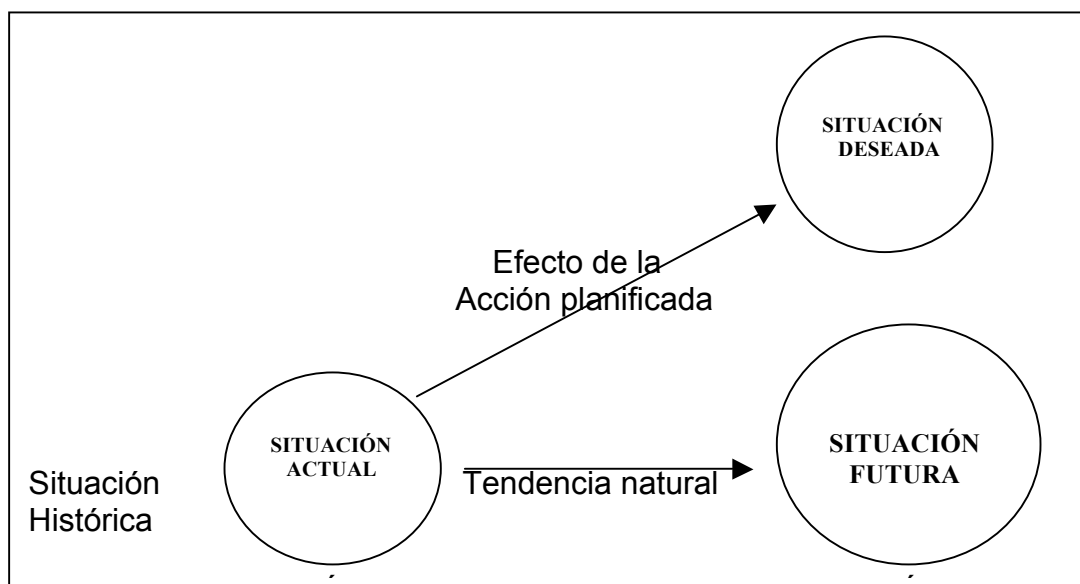 SITUACIÓN
DESEADA
Efecto de la
Acción planificada
SITUACIÓN
ACTUAL
Tendencia natural
SITUACIÓN
FUTURA
Situación
Histórica